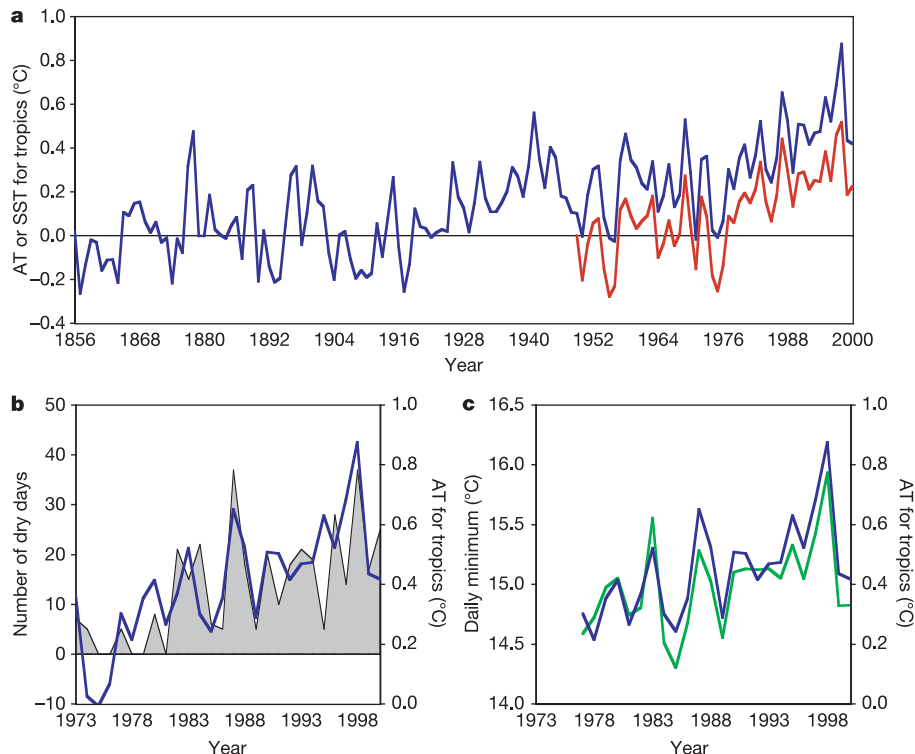 a
AT or SST for tropics (°C)
1.0
0.8
0.6
0.4
0.2
0.0
–0.2
–0.4
1856 1868 1880 1892 1904 1916 1928 1940 1952 1964 1976 1988 2000
Year
b
Number of dry days
50
40
30
20
10
0
–10
1.0
0.8
0.6
0.4
0.2
0.0
AT for tropics (°C)
1973 1978 1983 1988 1993 1998
Year
c
Daily minimum (°C)
16.5
16.0
15.5
15.0
14.5
14.0
1.0
0.8
0.6
0.4
0.2
0.0
AT for tropics (°C)
1973 1978 1983 1988 1993 1998
Year